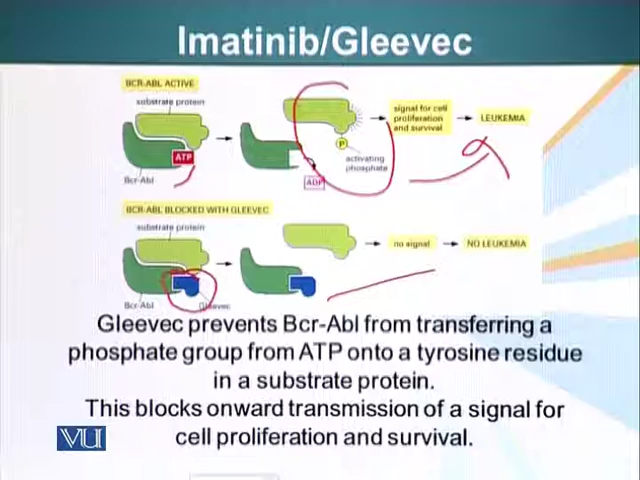 Imatinib/Gleevec
BCR-ABL ACTIVE
substrate protein
ATP
Bcr-Abl
P
activating
phosphate
ADP
signal for cell
proliferation
and survival
LEUKEMIA
BCR-ABL BLOCKED WITH GLEEVEC
substrate protein
Bcr-Abl
Gleevec
no signal
NO LEUKEMIA
Gleevec prevents Bcr-Abl from transferring a
phosphate group from ATP onto a tyrosine residue
in a substrate protein.
This blocks onward transmission of a signal for
cell proliferation and survival.
VU